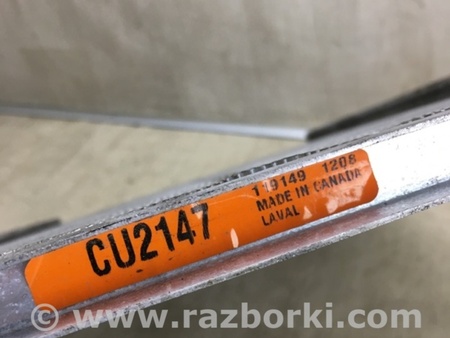 CU2147
119149 1208
MADE IN CANADA
LAVAL
www.razborki.com